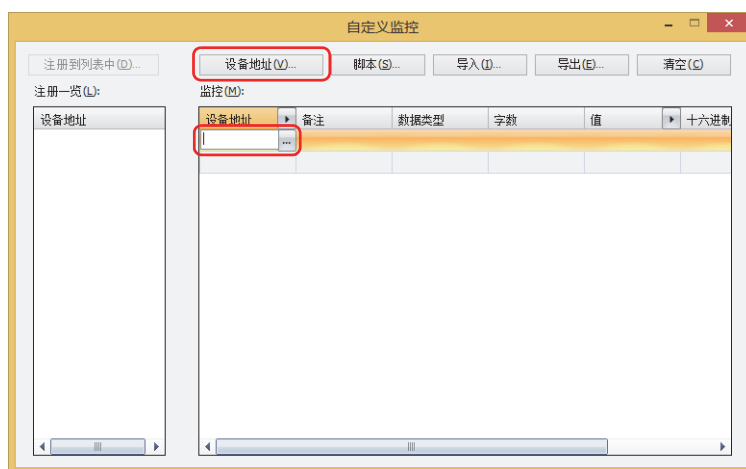 自定义监控
注册到列表中(D)... 设备地址(V)... 脚本(S)... 导入(I)... 导出(E)... 清空(C)
注册一览(L): 监控(M):
设备地址 设备地址 备注 数据类型 字数 值 十六进制
...